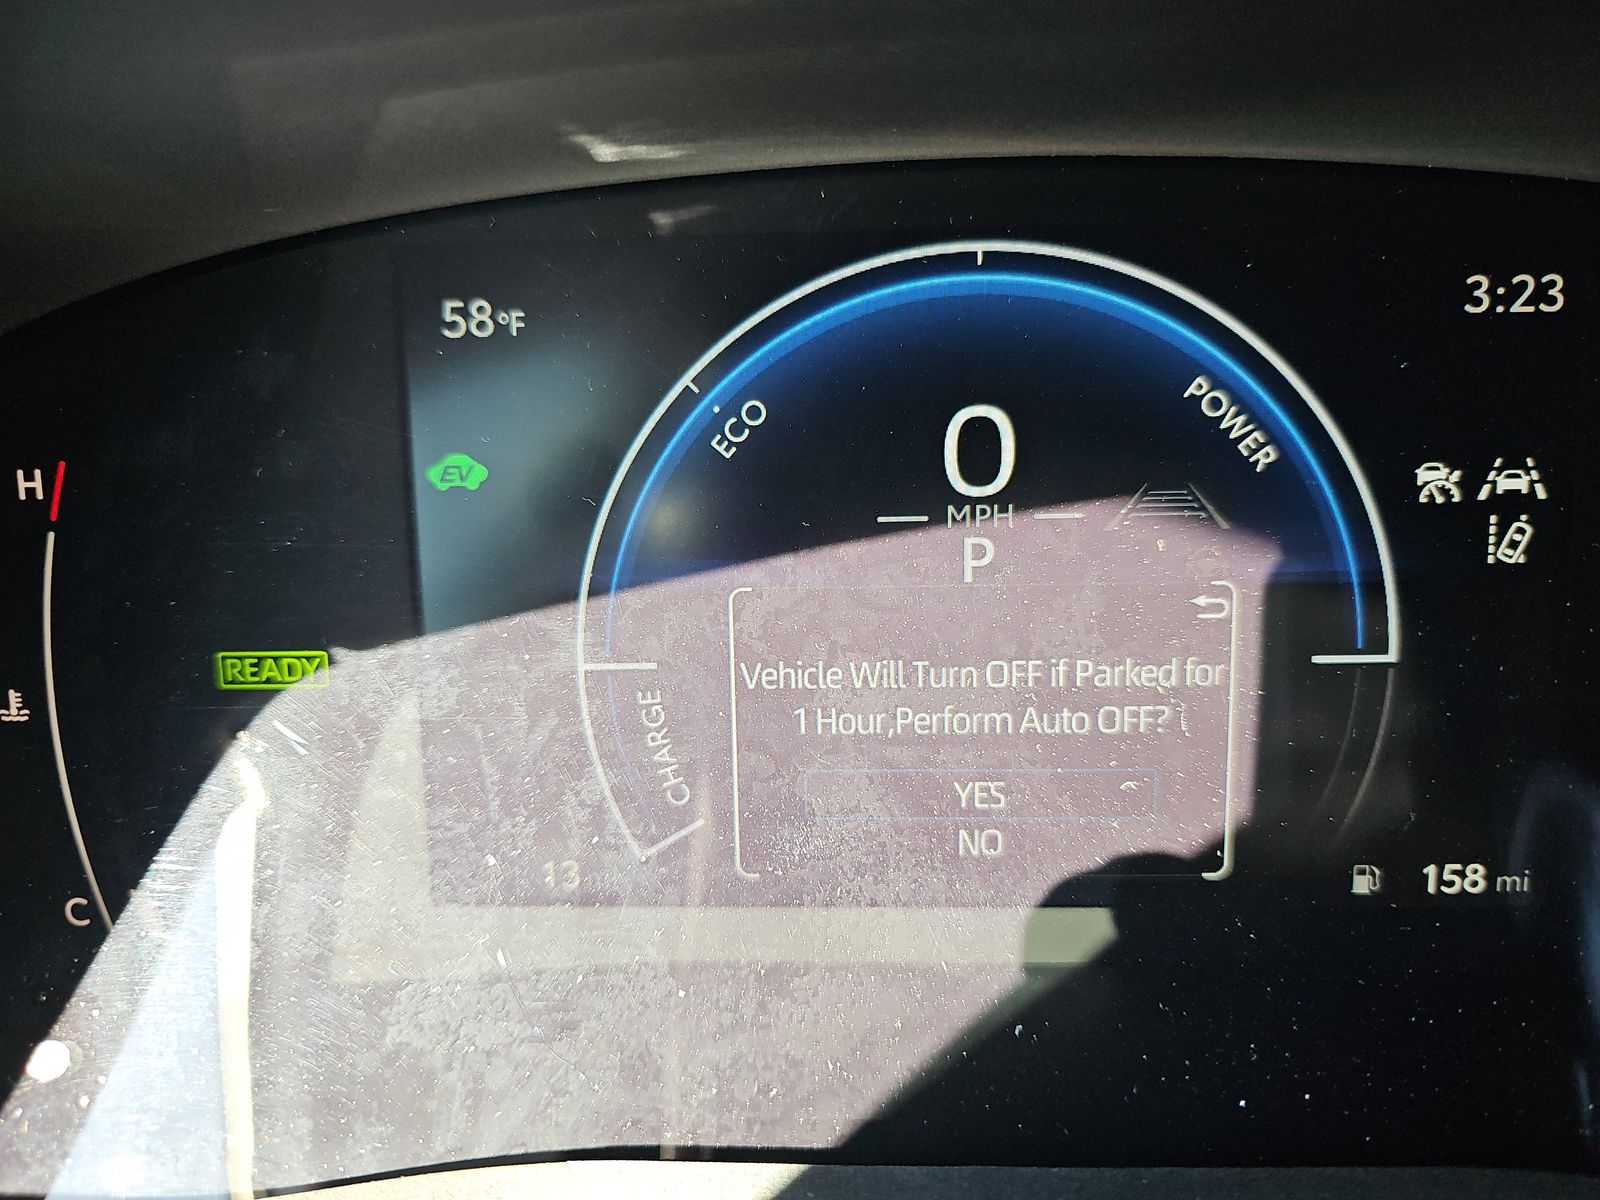 58°F
3:23
ECO
POWER
0
MPH
P
EV
H
READY
CHARGE
Vehicle Will Turn OFF if Parked for
1 Hour,Perform Auto OFF?
YES
NO
13
158 mi
C